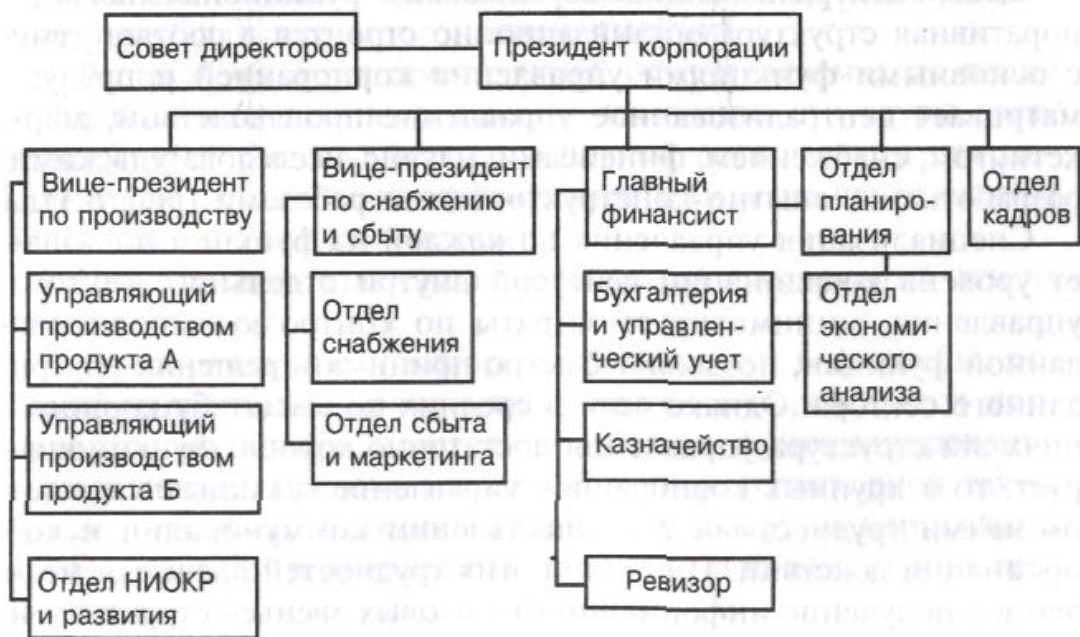 Совет директоров
Президент корпорации
Вице-президент
по производству
Вице-президент
по снабжению
и сбыту
Главный
финансист
Отдел
планиро-
вания
Отдел
кадров
Управляющий
производством
продукта А
Отдел
снабжения
Бухгалтерия
и управлен-
ческий учет
Отдел
экономи-
ческого
анализа
Управляющий
производством
продукта Б
Отдел сбыта
и маркетинга
Казначейство
Отдел НИОКР
и развития
Ревизор